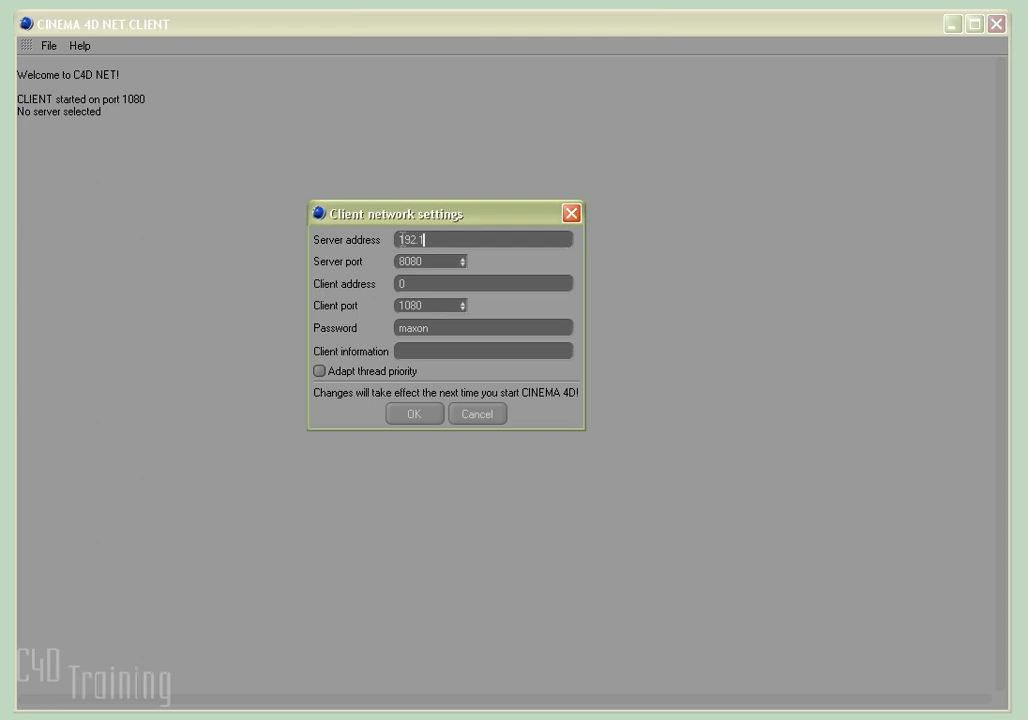 CINEMA 4D NET CLIENT
File Help
Welcome to C4D NET!
CLIENT started on port 1080
No server selected
Client network settings
Server address 192.1
Server port 8080
Client address 0
Client port 1080
Password maxon
Client information
Adapt thread priority
Changes will take effect the next time you start CINEMA 4D!
OK Cancel
C4D Training